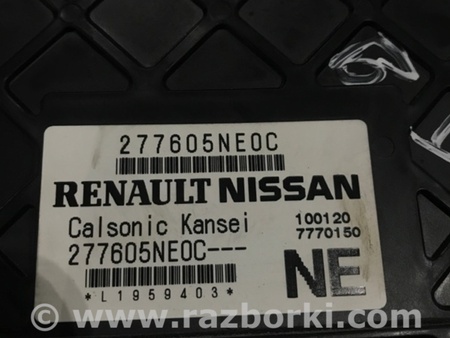 277605NE0C
RENAULT NISSAN
Calsonic Kansei 100120
277605NE0C--- 7770150
NE
*L1959403*
© www.razborki.com